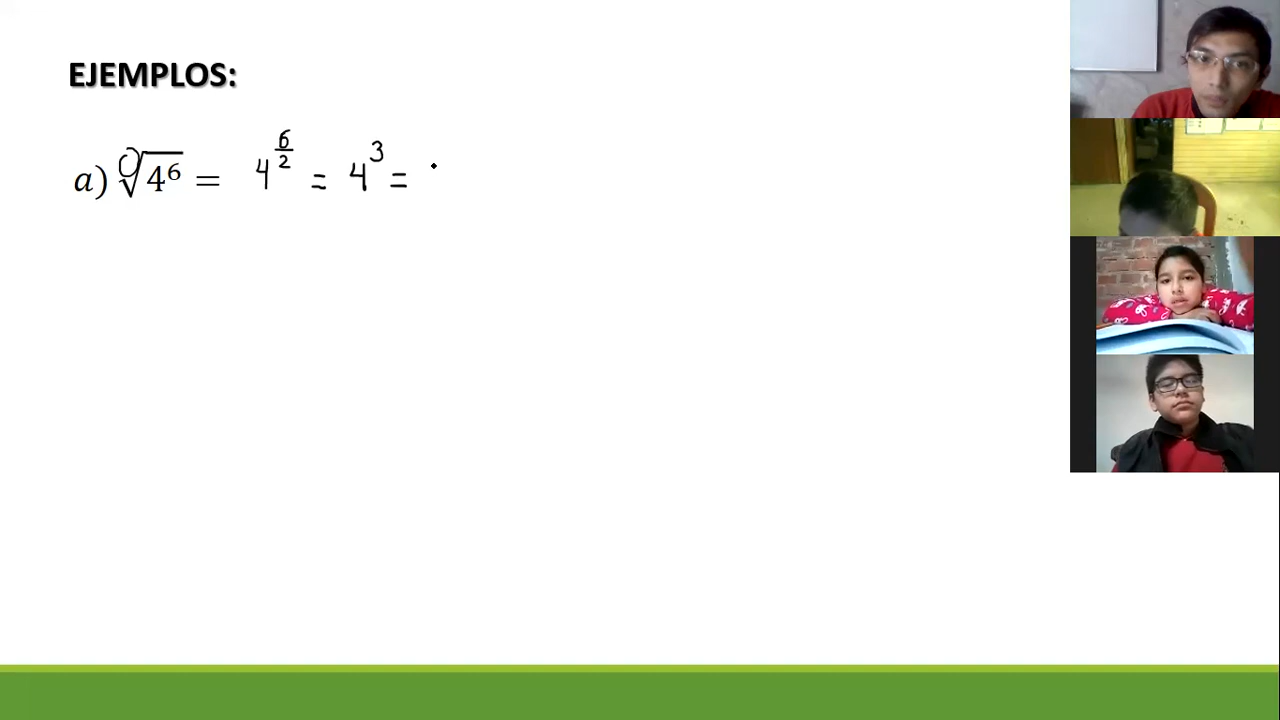 EJEMPLOS:
a) √4⁶ = 4^(6/2) = 4³ =